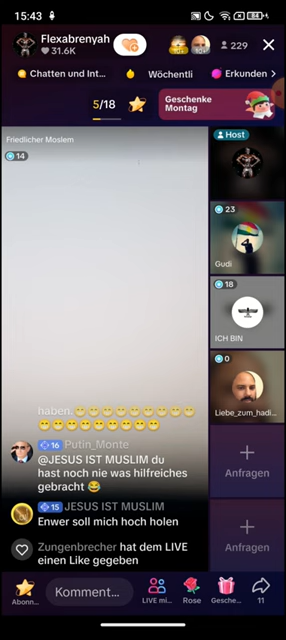 15:43
84
Flexabrenyah
31.6K
229
Chatten und Int...
Wöchentli
Erkunden
5/18
Geschenke
Montag
Friedlicher Moslem
14
Host
23
Gudi
18
ICH BIN
0
Liebe_zum_hadi...
haben. 😁😁😁😁😁😁😁😁😁😁
😁😁😁😁😁😁😁😁😁
16 Putin_Monte
@JESUS IST MUSLIM du
hast noch nie was hilfreiches
gebracht 😂
15 JESUS IST MUSLIM
Enwer soll mich hoch holen
Zungenbrecher hat dem LIVE
einen Like gegeben
Anfragen
Anfragen
Abonn...
Komment...
LIVE mi...
Rose
Gesche...
11